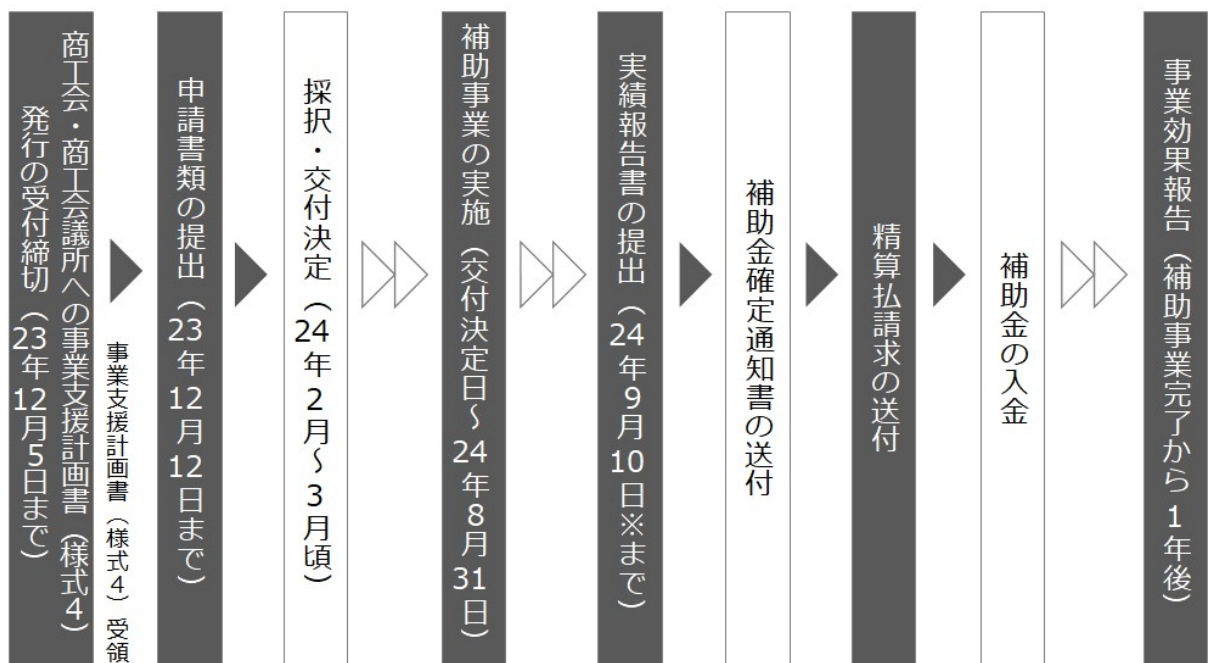 商工会・商工会議所への事業支援計画書（様式４）
発行の受付締切（23年12月5日まで）
事業支援計画書（様式４）受領
申請書類の提出（23年12月12日まで）
採択・交付決定（24年２月～３月頃）
補助事業の実施（交付決定日～24年８月31日）
実績報告書の提出（24年９月10日※まで）
補助金確定通知書の送付
精算払請求の送付
補助金の入金
事業効果報告（補助事業完了から１年後）